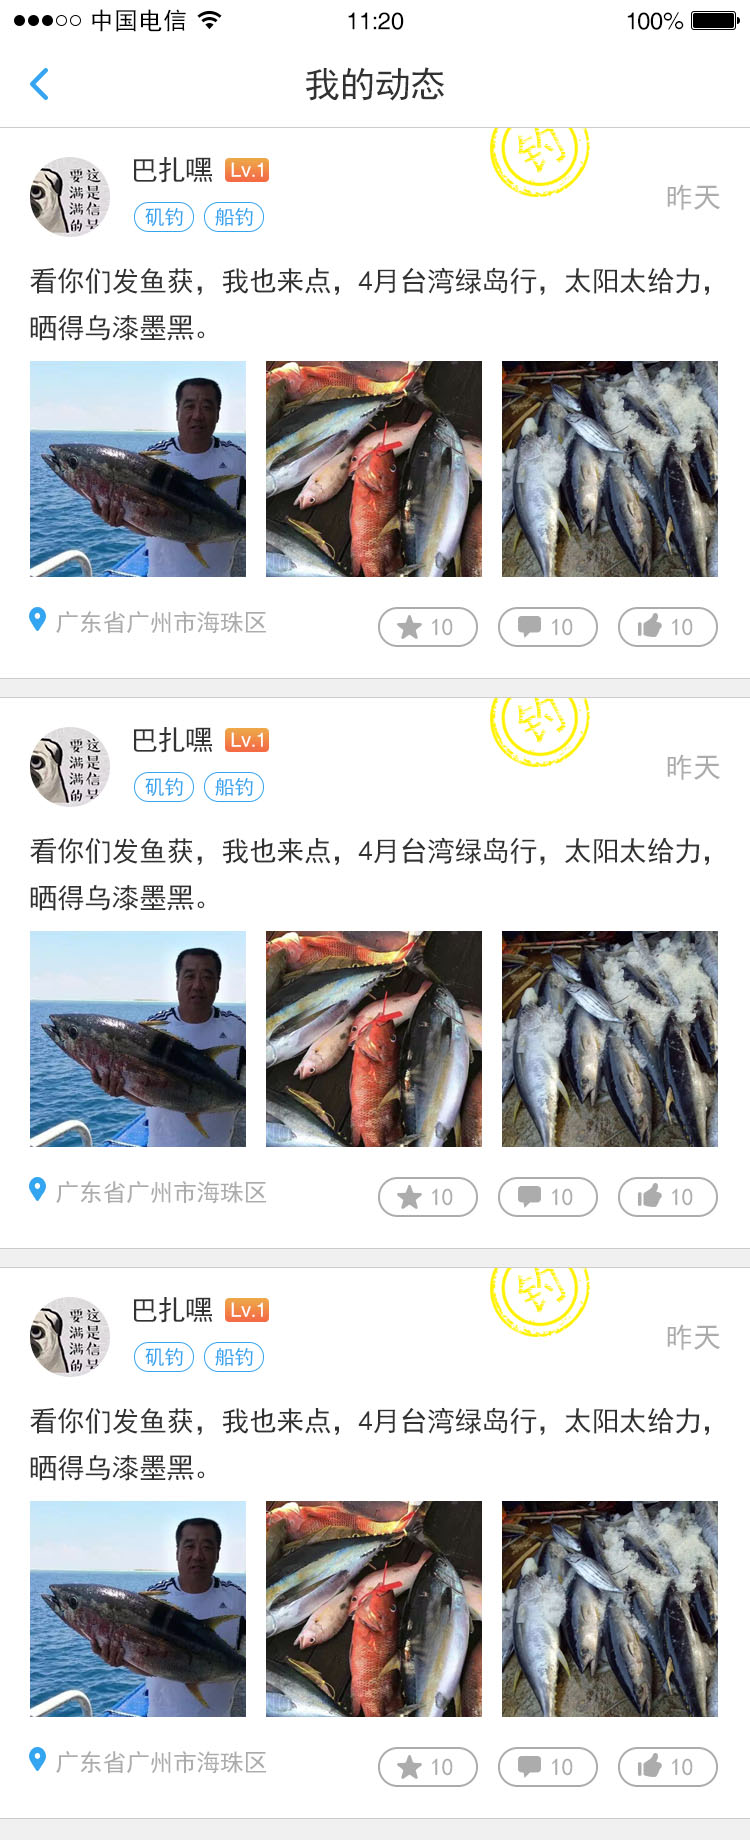 中国电信
11:20
100%
我的动态
钓
要这
满是
满信
的
巴扎嘿 Lv.1
矶钓 船钓
昨天
看你们发鱼获，我也来点，4月台湾绿岛行，太阳太给力，
晒得乌漆墨黑。
广东省广州市海珠区
10 10 10
钓
要这
满是
满信
的
巴扎嘿 Lv.1
矶钓 船钓
昨天
看你们发鱼获，我也来点，4月台湾绿岛行，太阳太给力，
晒得乌漆墨黑。
广东省广州市海珠区
10 10 10
钓
要这
满是
满信
的
巴扎嘿 Lv.1
矶钓 船钓
昨天
看你们发鱼获，我也来点，4月台湾绿岛行，太阳太给力，
晒得乌漆墨黑。
广东省广州市海珠区
10 10 10